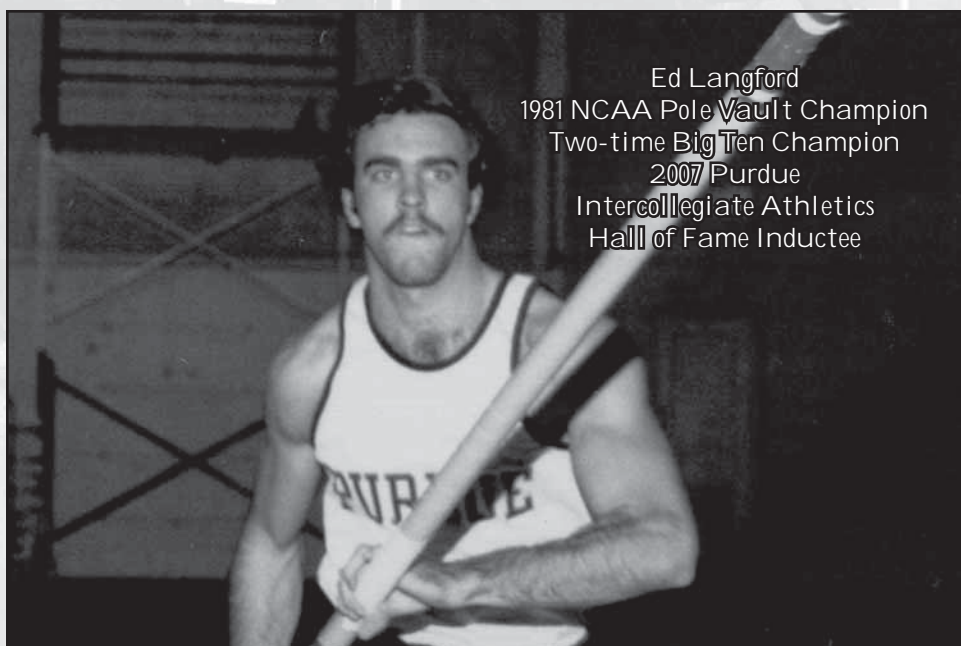 Ed Langford
1981 NCAA Pole Vault Champion
Two-time Big Ten Champion
2007 Purdue
Intercollegiate Athletics
Hall of Fame Inductee
PURDUE